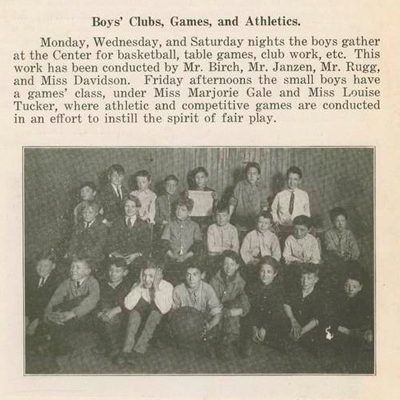 Boys' Clubs, Games, and Athletics.
Monday, Wednesday, and Saturday nights the boys gather
at the Center for basketball, table games, club work, etc. This
work has been conducted by Mr. Birch, Mr. Janzen, Mr. Rugg,
and Miss Davidson. Friday afternoons the small boys have
a games' class, under Miss Marjorie Gale and Miss Louise
Tucker, where athletic and competitive games are conducted
in an effort to instill the spirit of fair play.